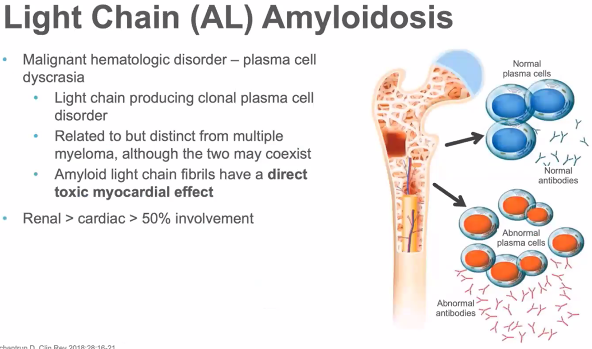 Light Chain (AL) Amyloidosis
• Malignant hematologic disorder – plasma cell
dyscrasia
• Light chain producing clonal plasma cell
disorder
• Related to but distinct from multiple
myeloma, although the two may coexist
• Amyloid light chain fibrils have a direct
toxic myocardial effect
• Renal > cardiac > 50% involvement
Normal
plasma cells
Normal
antibodies
Abnormal
plasma cells
Abnormal
antibodies
D. Clin Rev 2018;28:16-21